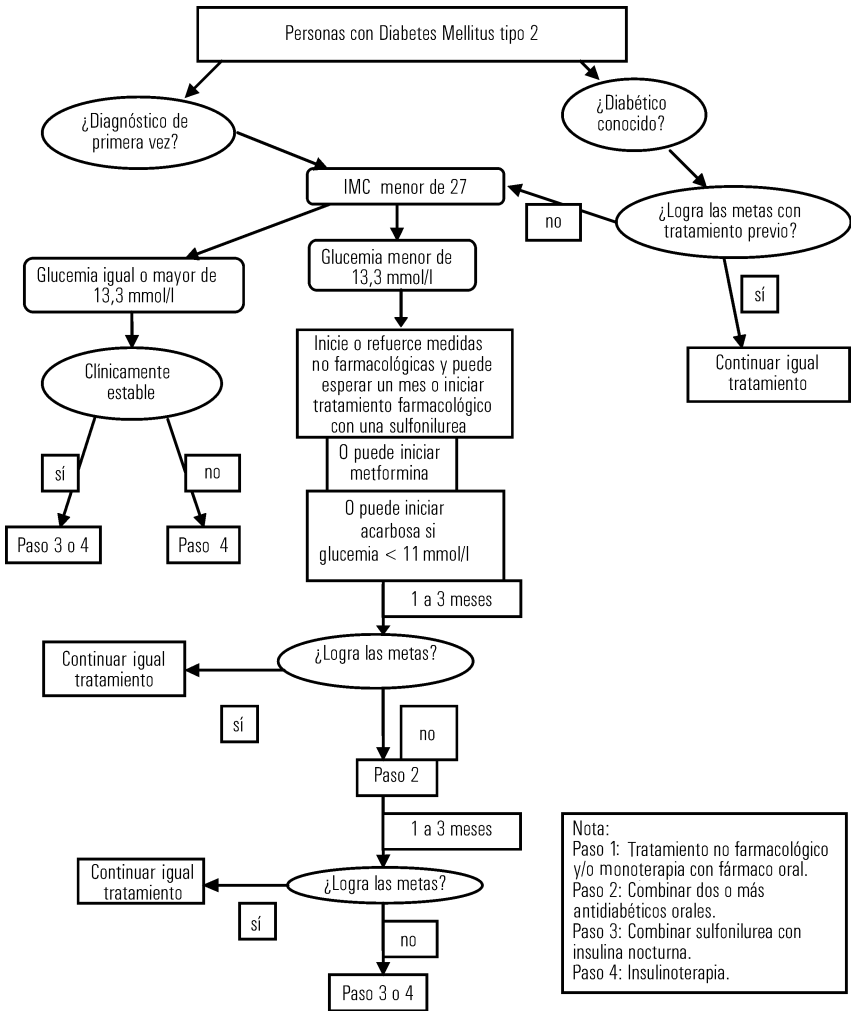 Personas con Diabetes Mellitus tipo 2
¿Diagnóstico de
primera vez?
¿Diabético
conocido?
IMC menor de 27
no
¿Logra las metas con
tratamiento previo?
Glucemia igual o mayor de
13,3 mmol/l
Glucemia menor de
13,3 mmol/l
sí
Clínicamente
estable
Inicie o refuerce medidas
no farmacológicas y puede
esperar un mes o iniciar
tratamiento farmacológico
con una sulfonilurea
Continuar igual
tratamiento
sí
no
O puede iniciar
metformina
Paso 3 o 4
Paso 4
O puede iniciar
acarbosa si
glucemia < 11 mmol/l
1 a 3 meses
¿Logra las metas?
Continuar igual
tratamiento
sí
no
Paso 2
1 a 3 meses
Continuar igual
tratamiento
¿Logra las metas?
sí
no
Paso 3 o 4
Nota:
Paso 1: Tratamiento no farmacológico
y/o monoterapia con fármaco oral.
Paso 2: Combinar dos o más
antidiabéticos orales.
Paso 3: Combinar sulfonilurea con
insulina nocturna.
Paso 4: Insulinoterapia.